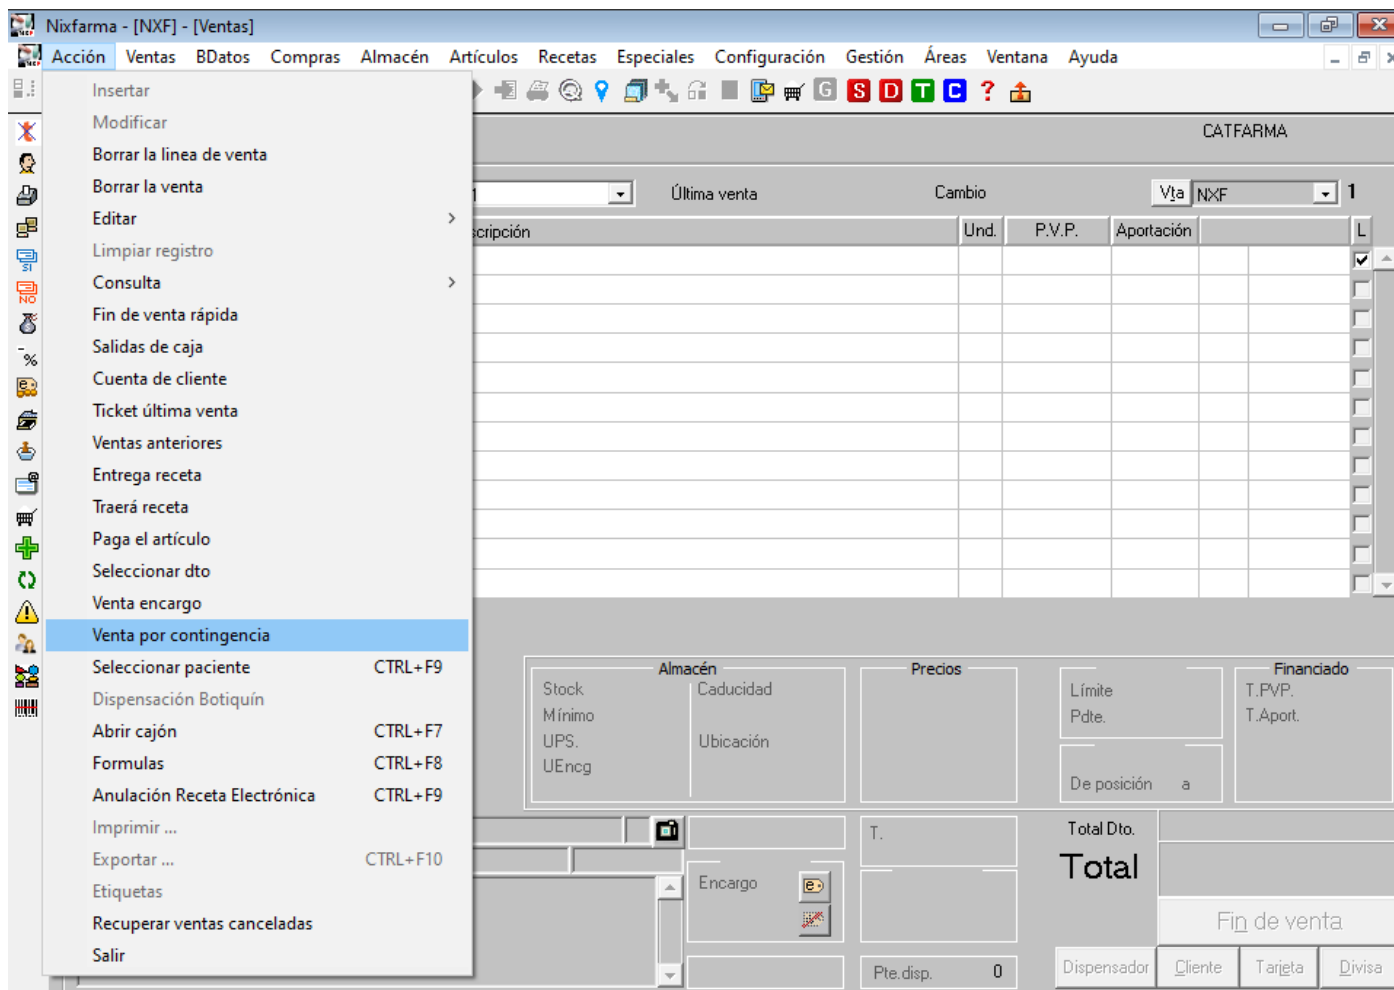 Nixfarma - [NXF] - [Ventas]
Acción Ventas BDatos Compras Almacén Artículos Recetas Especiales Configuración Gestión Áreas Ventana Ayuda
G S D T C ?
CATFARMA
1 Última venta Cambio Vta NXF 1
scripción Und. P.V.P. Aportación L
Insertar
Modificar
Borrar la linea de venta
Borrar la venta
Editar >
Limpiar registro
Consulta >
Fin de venta rápida
Salidas de caja
Cuenta de cliente
Ticket última venta
Ventas anteriores
Entrega receta
Traerá receta
Paga el artículo
Seleccionar dto
Venta encargo
Venta por contingencia
Seleccionar paciente CTRL+F9
Dispensación Botiquín
Abrir cajón CTRL+F7
Formulas CTRL+F8
Anulación Receta Electrónica CTRL+F9
Imprimir ...
Exportar ... CTRL+F10
Etiquetas
Recuperar ventas canceladas
Salir
SI
NO
%
Almacén Precios Financiado
Stock Caducidad Límite T.PVP.
Mínimo Pdte. T.Aport.
UPS. Ubicación
UEncg De posición a
T. Total Dto.
Total
Encargo e
Fin de venta
Pte.disp. 0 Dispensador Cliente Tarjeta Divisa